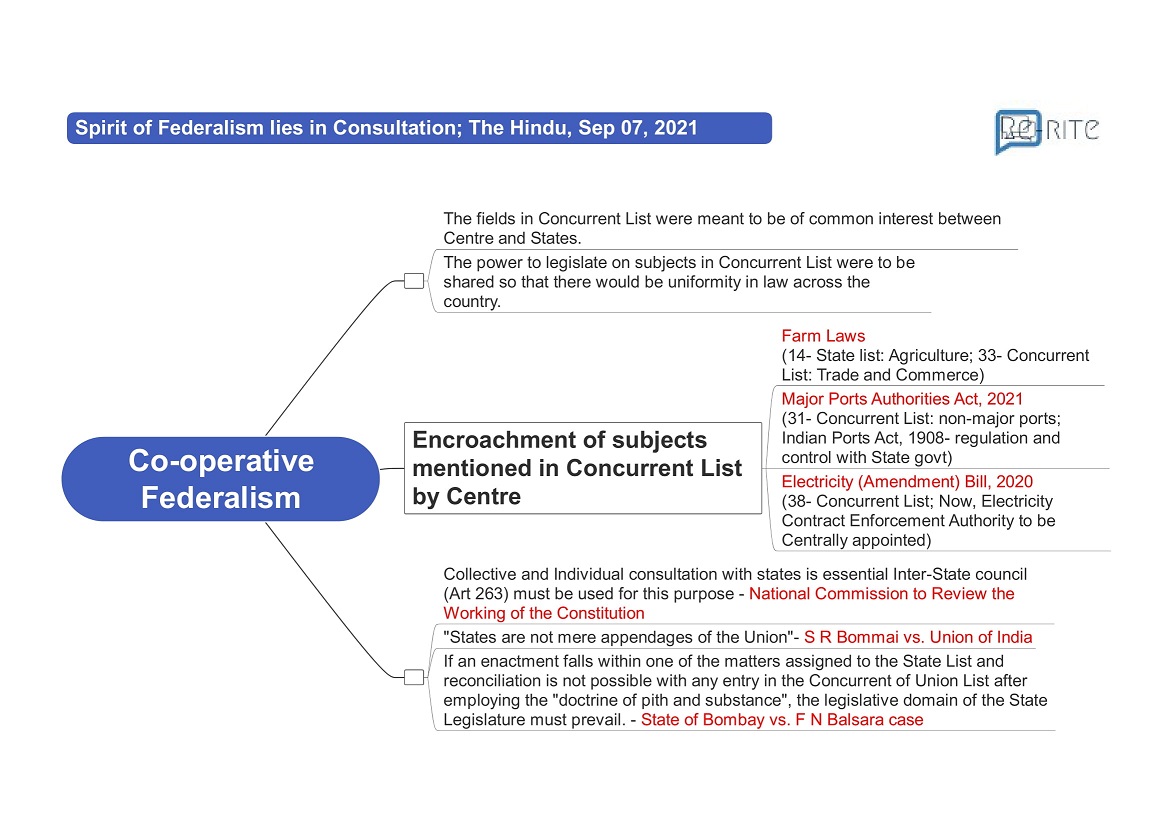 Spirit of Federalism lies in Consultation; The Hindu, Sep 07, 2021
Re-RITE
The fields in Concurrent List were meant to be of common interest between
Centre and States.
The power to legislate on subjects in Concurrent List were to be
shared so that there would be uniformity in law across the
country.
Co-operative
Federalism
Encroachment of subjects
mentioned in Concurrent List
by Centre
Farm Laws
(14- State list: Agriculture; 33- Concurrent
List: Trade and Commerce)
Major Ports Authorities Act, 2021
(31- Concurrent List: non-major ports;
Indian Ports Act, 1908- regulation and
control with State govt)
Electricity (Amendment) Bill, 2020
(38- Concurrent List; Now, Electricity
Contract Enforcement Authority to be
Centrally appointed)
Collective and Individual consultation with states is essential Inter-State council
(Art 263) must be used for this purpose - National Commission to Review the
Working of the Constitution
"States are not mere appendages of the Union"- S R Bommai vs. Union of India
If an enactment falls within one of the matters assigned to the State List and
reconciliation is not possible with any entry in the Concurrent of Union List after
employing the "doctrine of pith and substance", the legislative domain of the State
Legislature must prevail. - State of Bombay vs. F N Balsara case